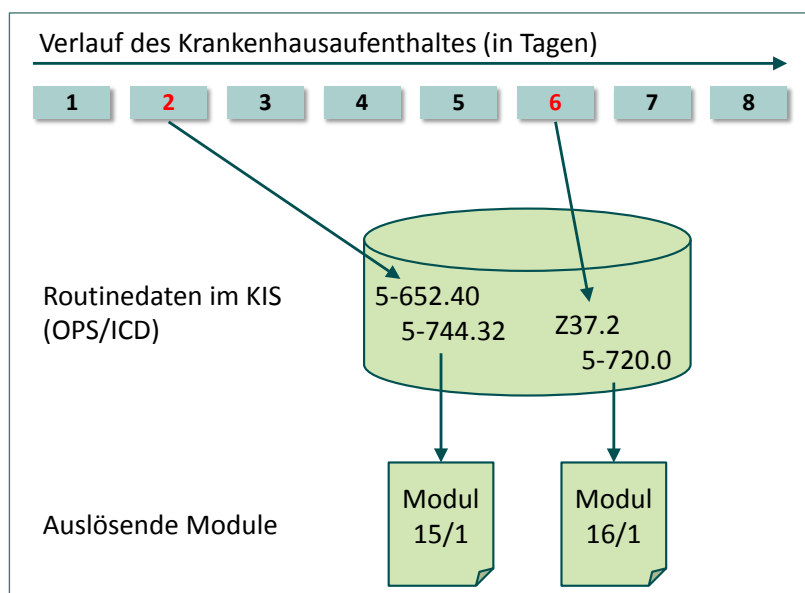 Verlauf des Krankenhausaufenthaltes (in Tagen)
1 2 3 4 5 6 7 8
Routinedaten im KIS
(OPS/ICD)
5-652.40
5-744.32
Z37.2
5-720.0
Auslösende Module
Modul
15/1
Modul
16/1